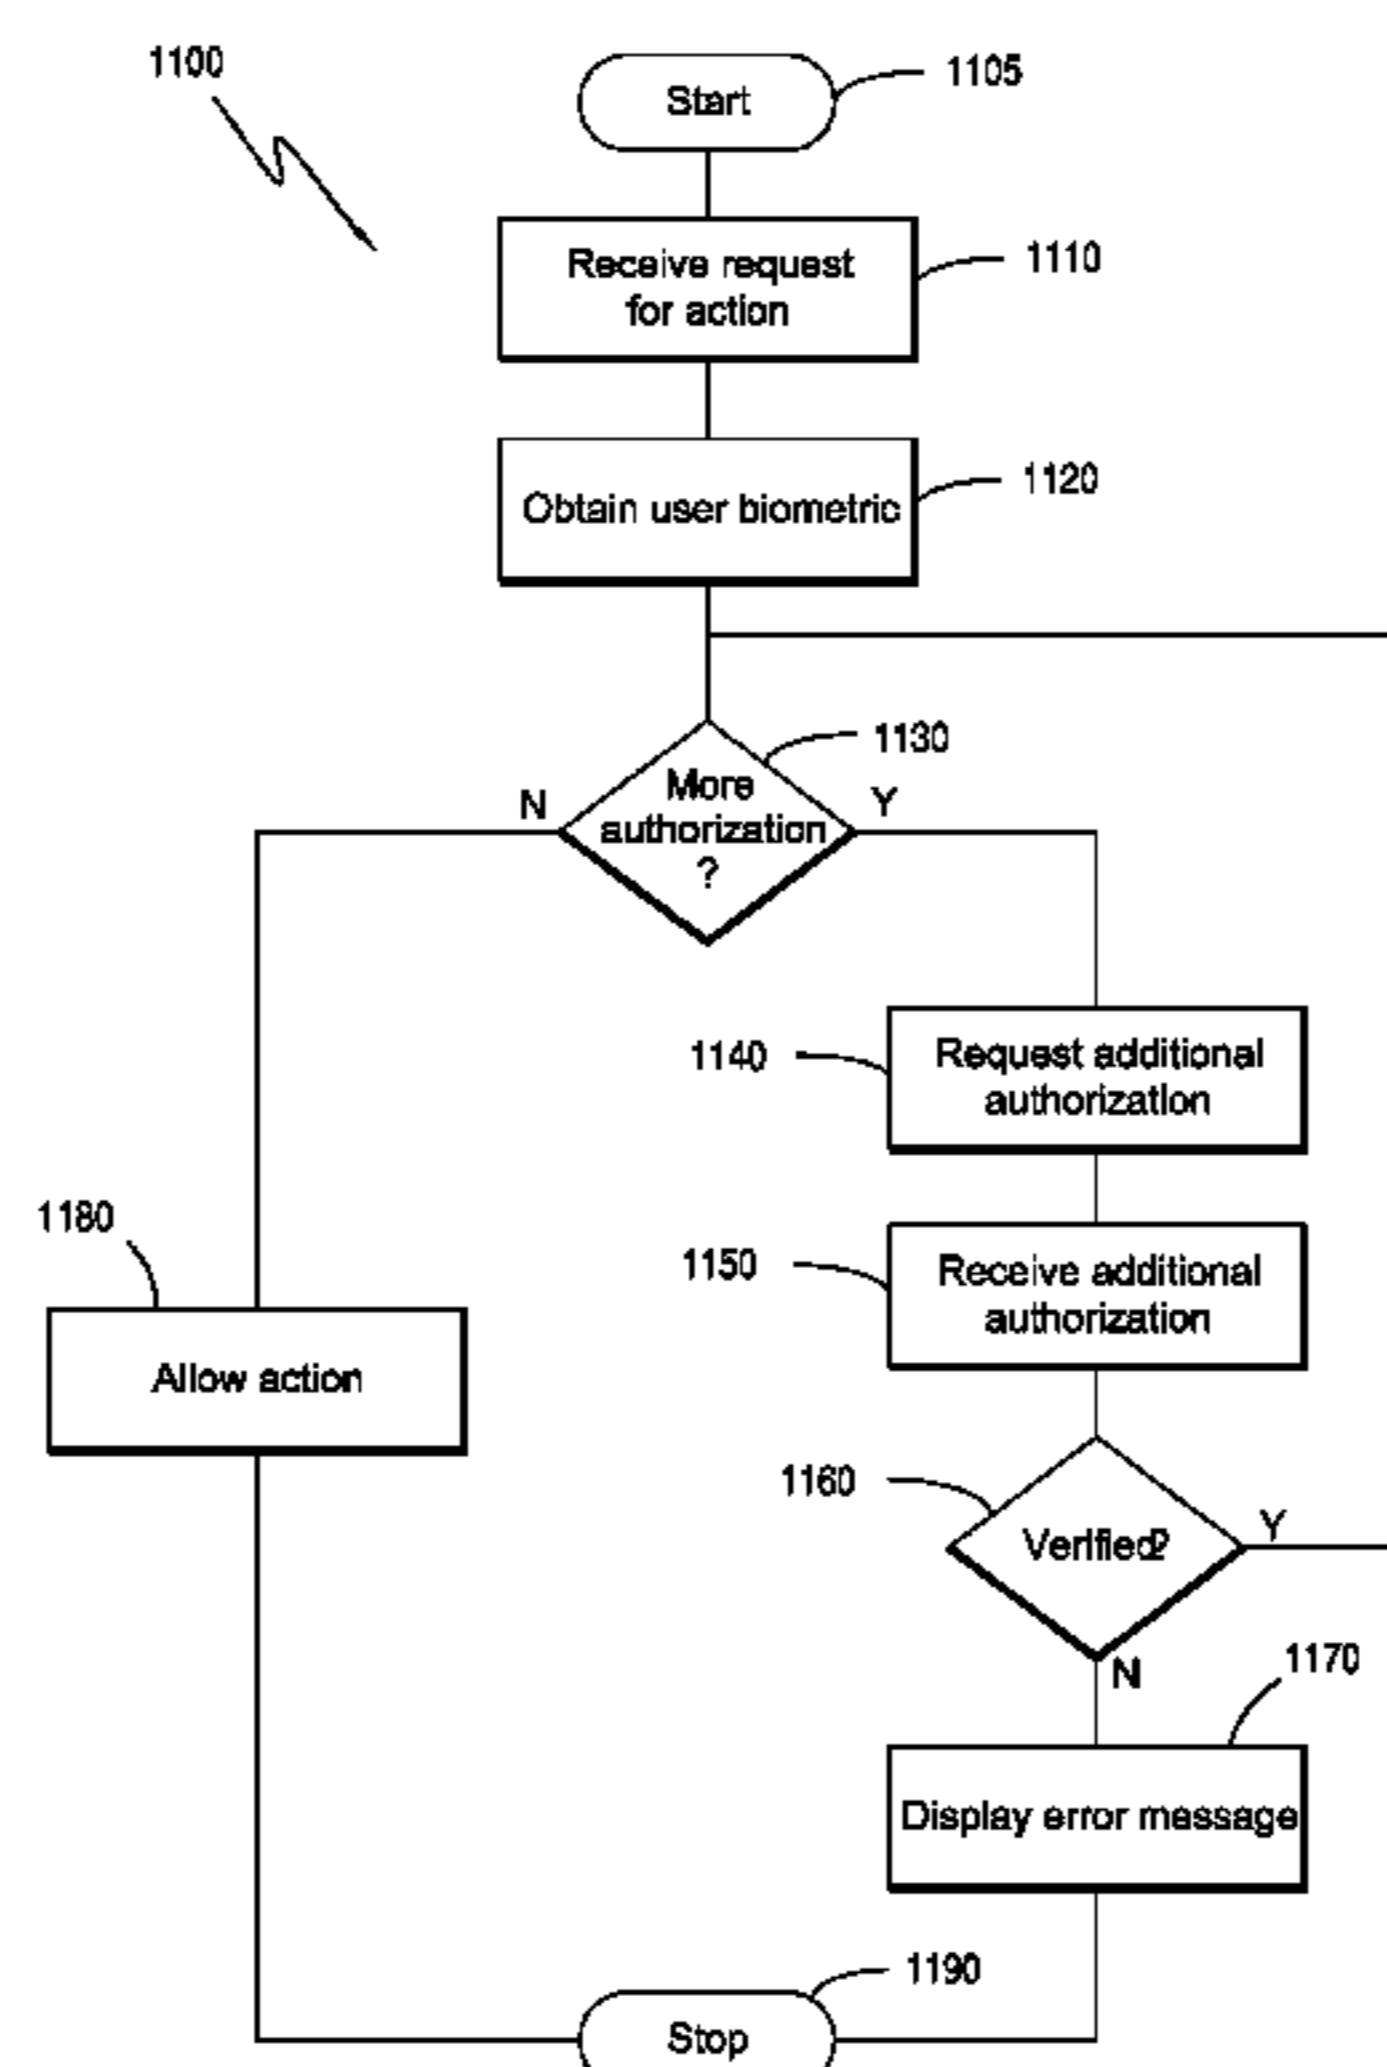 1100
Start
1105
Receive request
for action
1110
Obtain user biometric
1120
More
authorization
?
1130
N
Y
1140
Request additional
authorization
1180
1150
Receive additional
authorization
Allow action
1160
Verified?
Y
N
1170
Display error message
1190
Stop